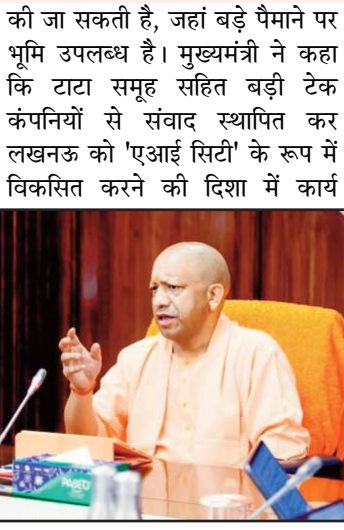 की जा सकती है, जहां बड़े पैमाने पर
भूमि उपलब्ध है। मुख्यमंत्री ने कहा
कि टाटा समूह सहित बड़ी टेक
कंपनियों से संवाद स्थापित कर
लखनऊ को 'एआई सिटी' के रूप में
विकसित करने की दिशा में कार्य